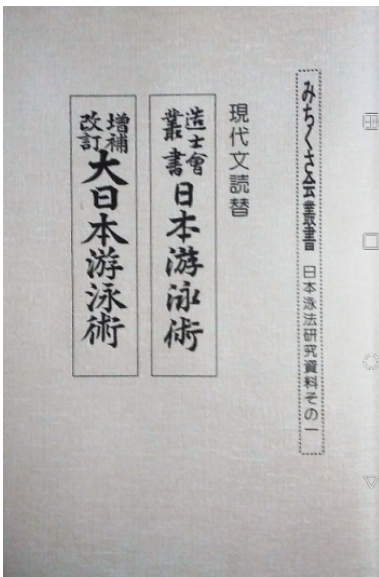 みちくさ会叢書 日本泳法研究資料その一
現代文読替
造士會叢書 日本游泳術
増補改訂 大日本游泳術